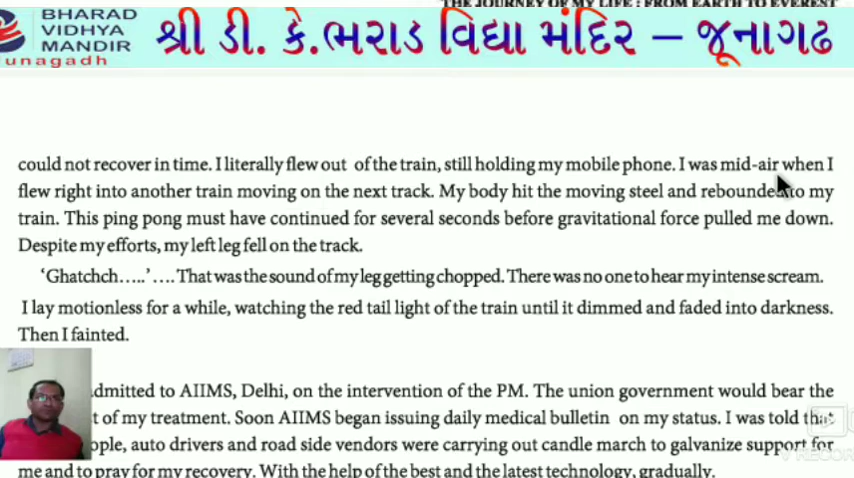 THE JOURNEY OF MY LIFE : FROM EARTH TO EVEREST
BHARAD
VIDHYA
MANDIR
unagadh
શ્રી ડી. કે.ભરાડ વિદ્યા મંદિર – જૂનાગઢ
could not recover in time. I literally flew out of the train, still holding my mobile phone. I was mid-air when I
flew right into another train moving on the next track. My body hit the moving steel and rebounded to my
train. This ping pong must have continued for several seconds before gravitational force pulled me down.
Despite my efforts, my left leg fell on the track.
‘Ghatchch…..’…. That was the sound of my leg getting chopped. There was no one to hear my intense scream.
I lay motionless for a while, watching the red tail light of the train until it dimmed and faded into darkness.
Then I fainted.
dmitted to AIIMS, Delhi, on the intervention of the PM. The union government would bear the
t of my treatment. Soon AIIMS began issuing daily medical bulletin on my status. I was told that
ople, auto drivers and road side vendors were carrying out candle march to galvanize support for
me and to pray for my recovery. With the help of the best and the latest technology, gradually.